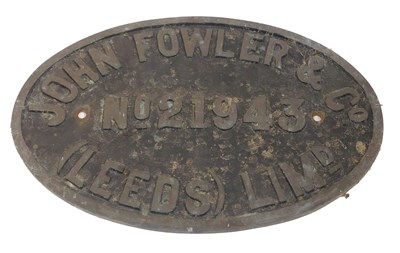 JOHN FOWLER & Co
No 21943
(LEEDS) LIMD